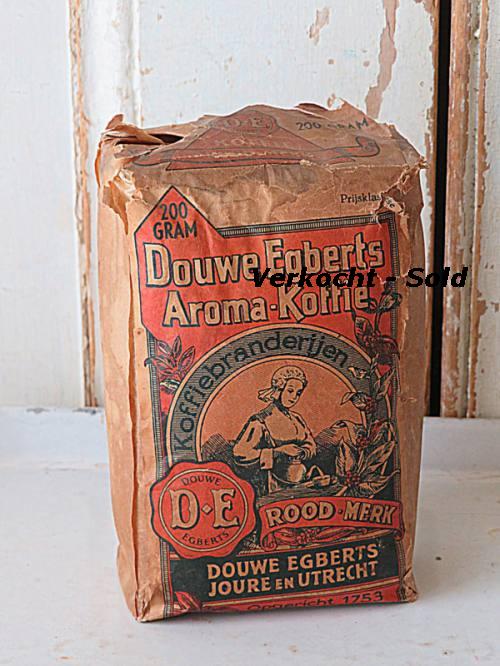 200 GRAM
Prijskla
200
GRAM
Douwe Egberts
Verkocht - Sold
Aroma-Koffie
Koffiebranderijen
DOUWE
D·E
EGBERTS
ROOD-MERK
DOUWE EGBERTS
JOURE EN UTRECHT
Opgericht 1753